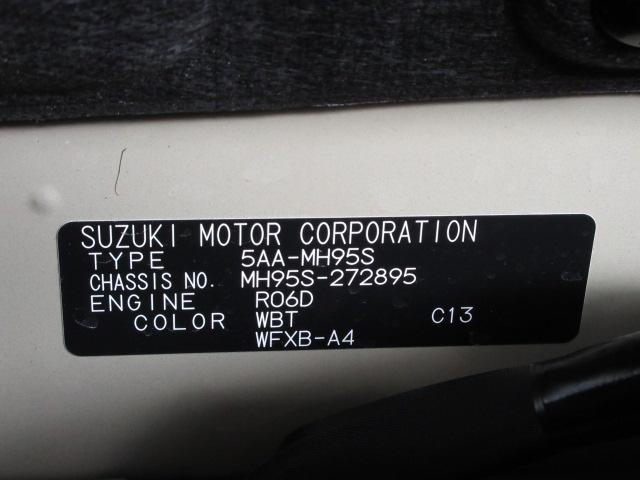 SUZUKI MOTOR CORPORATION
TYPE 5AA-MH95S
CHASSIS NO. MH95S-272895
ENGINE R06D
COLOR WBT C13
WFXB-A4